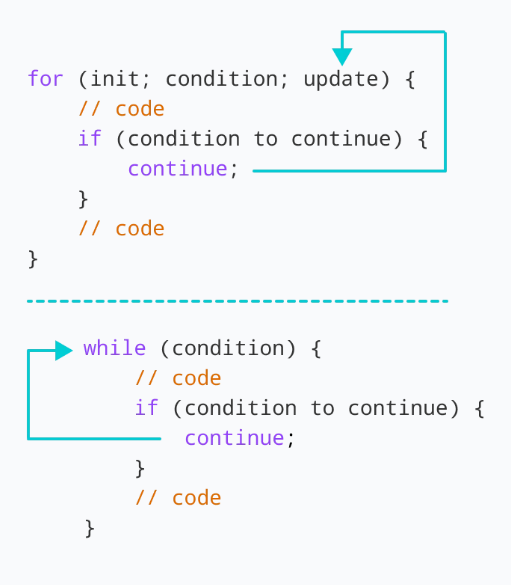 for (init; condition; update) {
// code
if (condition to continue) {
continue;
}
// code
}
while (condition) {
// code
if (condition to continue) {
continue;
}
// code
}